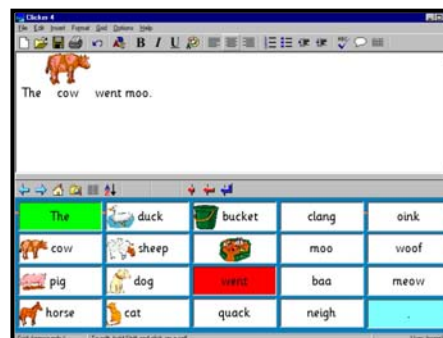 Clicker 4
File Edit Insert Format Grid Options Help
B I U
The cow went moo.
The duck bucket clang oink
cow sheep moo woof
pig dog went baa meow
horse cat quack neigh .